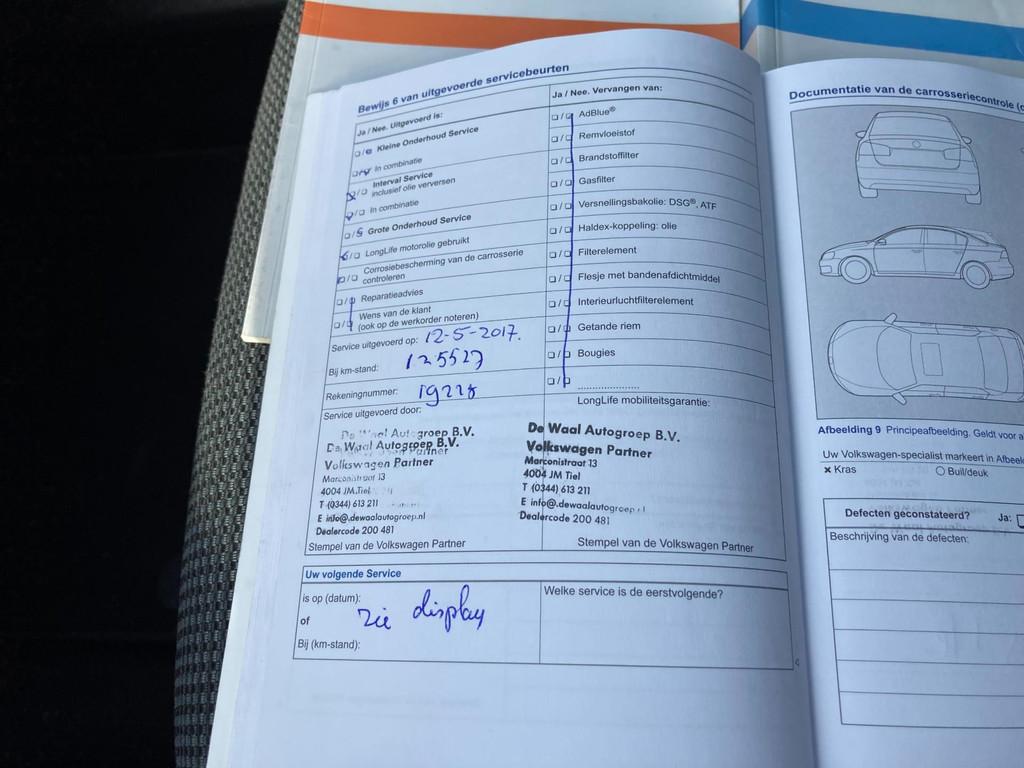 Bewijs 6 van uitgevoerde servicebeurten
Ja / Nee. Uitgevoerd is:
Kleine Onderhoud Service
In combinatie
Interval Service
inclusief olie verversen
In combinatie
Grote Onderhoud Service
LongLife motorolie gebruikt
Corrosiebescherming van de carrosserie
controleren
Reparatieadvies
Wens van de klant
(ook op de werkorder noteren)
Service uitgevoerd op: 12-5-2017.
Bij km-stand: 125527
Rekeningnummer: 19228
Service uitgevoerd door:
De Waal Autogroep B.V.
De Waal Autogroep B.V.
Volkswagen Partner
Marconistraat 13
4004 JM Tiel
T (0344) 613 211
E info@.dewaalautogroep.nl
Dealercode 200 481
Stempel van de Volkswagen Partner
Ja / Nee. Vervangen van:
AdBlue®
Remvloeistof
Brandstoffilter
Gasfilter
Versnellingsbakolie: DSG®, ATF
Haldex-koppeling: olie
Filterelement
Flesje met bandenafdichtmiddel
Interieurluchtfilterelement
Getande riem
Bougies
LongLife mobiliteitsgarantie:
De Waal Autogroep B.V.
Volkswagen Partner
Marconistraat 13
4004 JM Tiel
T (0344) 613 211
E info@.dewaalautogroep.nl
Dealercode 200 481
Stempel van de Volkswagen Partner
Uw volgende Service
is op (datum):
of zie display
Bij (km-stand):
Welke service is de eerstvolgende?
Documentatie van de carrosseriecontrole
Afbeelding 9 Principeafbeelding. Geldt voor
Uw Volkswagen-specialist markeert in
× Kras
Buil/deuk
Defecten geconstateerd? Ja:
Beschrijving van de defecten: